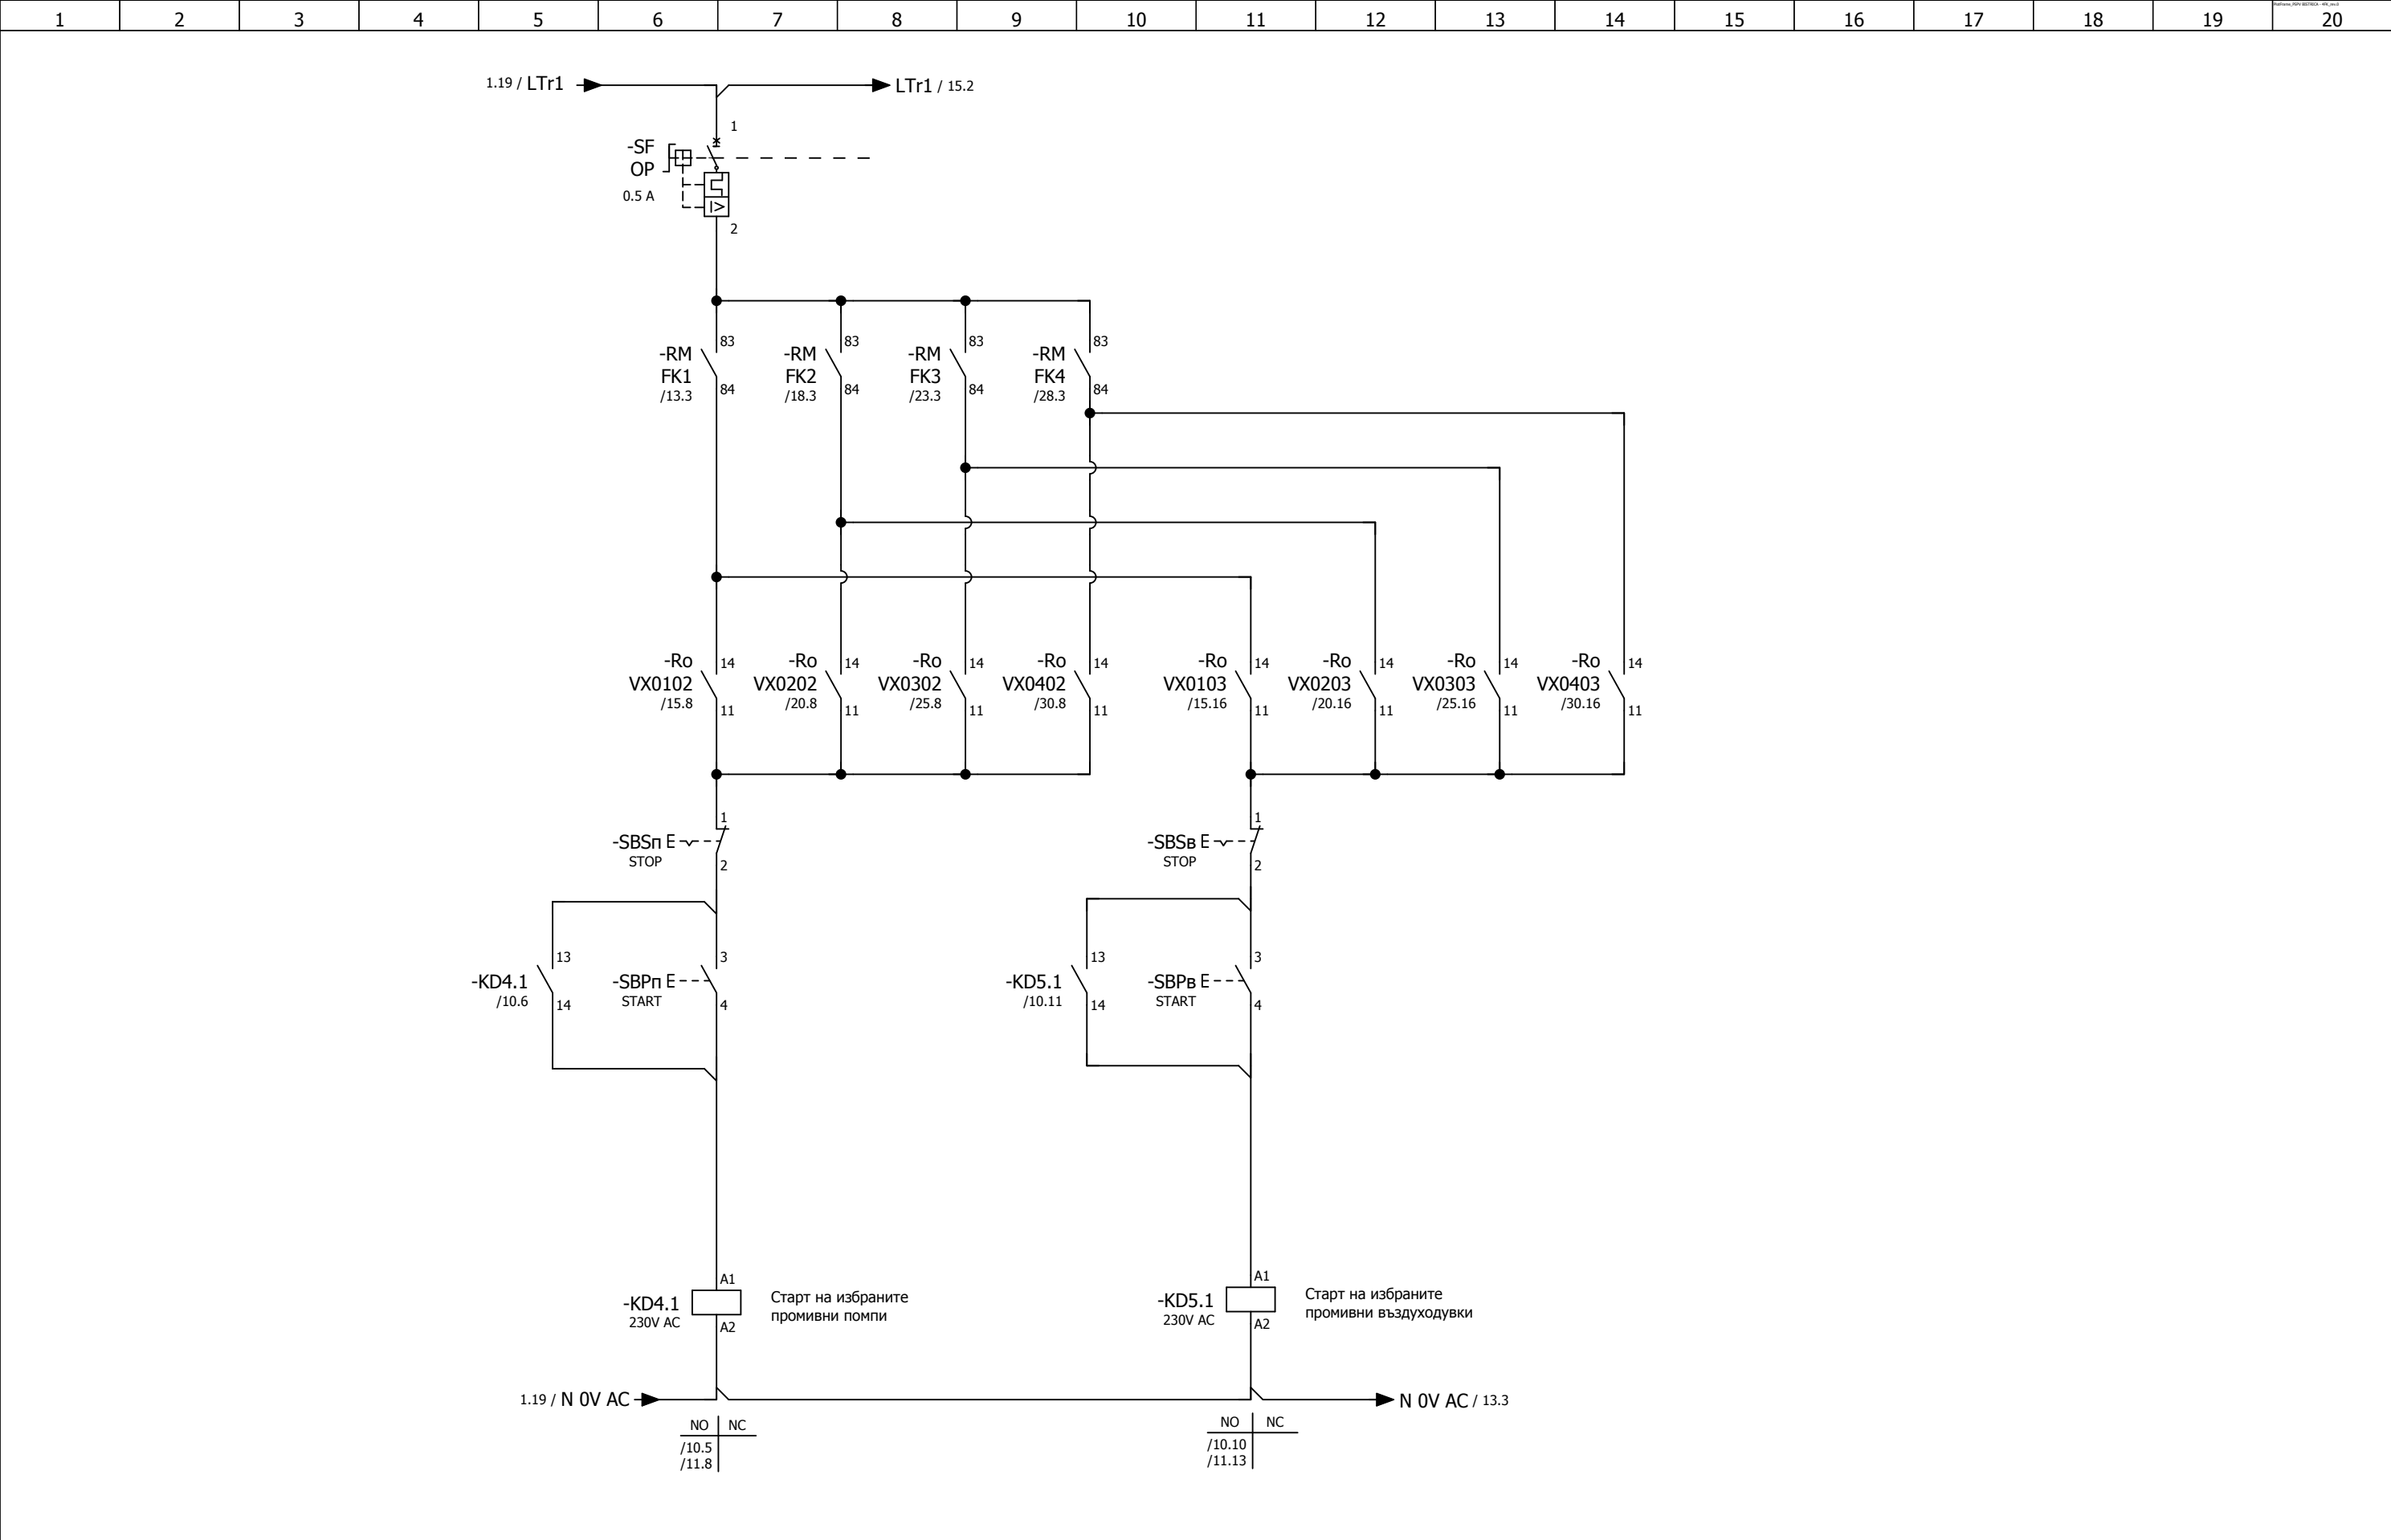 1 2 3 4 5 6 7 8 9 10 11 12 13 14 15 16 17 18 19 20
1.19 / LTr1
LTr1 / 15.2
1
-SF
OP
0.5 A
I>
2
83 83 83 83
-RM -RM -RM -RM
FK1 FK2 FK3 FK4
/13.3 /18.3 /23.3 /28.3
84 84 84 84
-Ro -Ro -Ro -Ro -Ro -Ro -Ro -Ro
14 14 14 14 14 14 14 14
VX0102 VX0202 VX0302 VX0402 VX0103 VX0203 VX0303 VX0403
/15.8 /20.8 /25.8 /30.8 /15.16 /20.16 /25.16 /30.16
11 11 11 11 11 11 11 11
1 1
-SBSп E -SBSв E
STOP STOP
2 2
13 3 13 3
-KD4.1 -SBPп E -KD5.1 -SBPв E
/10.6 START /10.11 START
14 4 14 4
A1 A1
-KD4.1 -KD5.1
230V AC 230V AC
A2 A2
Старт на избраните
промивни помпи
Старт на избраните
промивни въздуходувки
1.19 / N 0V AC
N 0V AC / 13.3
NO NC NO NC
/10.5 /10.10
/11.8 /11.13